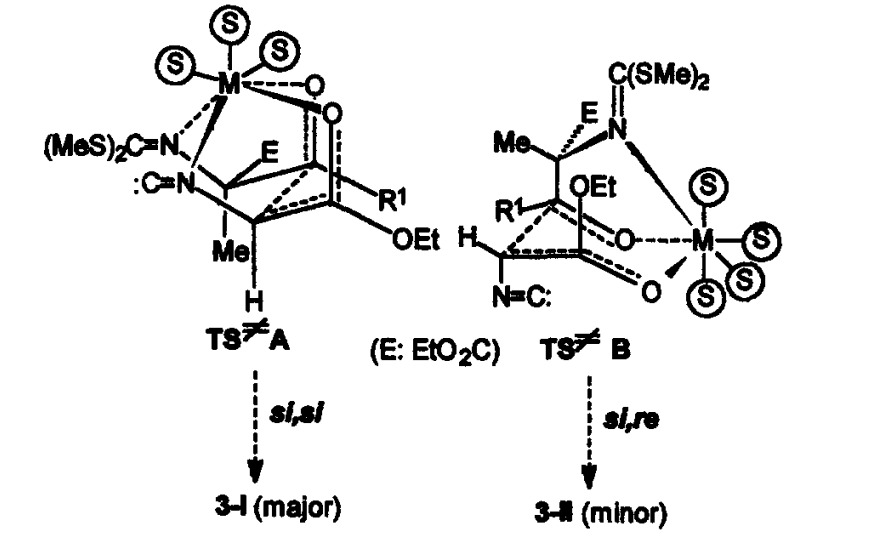 S
S
S
M
O
O
(MeS)₂C=N
E
:C=N
R¹
OEt
Me
H
TS≠ A
si,si
3-I (major)
(E: EtO₂C)
C(SMe)₂
N
E
Me
OEt
R¹
S
H
O
M
S
S
S
O
N=C:
TS≠ B
si,re
3-II (minor)